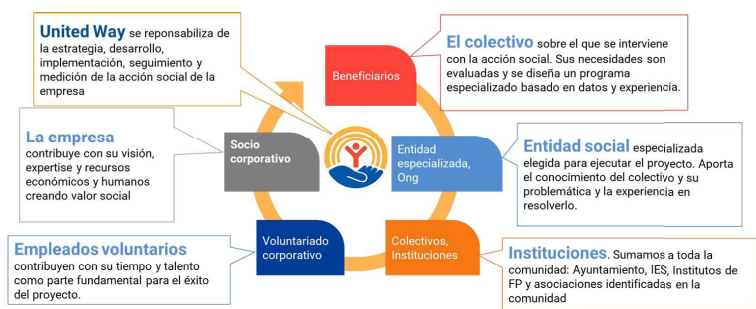 United Way se reponsabiliza de
la estrategia, desarrollo,
implementación, seguimiento y
medición de la acción social de la
empresa
Beneficiarios
El colectivo sobre el que se interviene
con la acción social. Sus necesidades son
evaluadas y se diseña un programa
especializado basado en datos y experiencia.
La empresa
contribuye con su visión,
expertise y recursos
económicos y humanos
creando valor social
Socio
corporativo
Entidad
especializada,
Ong
Entidad social especializada
elegida para ejecutar el proyecto. Aporta
el conocimiento del colectivo y su
problemática y la experiencia en
resolverlo.
Empleados voluntarios
contribuyen con su tiempo y talento
como parte fundamental para el éxito
del proyecto.
Voluntariado
corporativo
Colectivos,
Instituciones
Instituciones. Sumamos a toda la
comunidad: Ayuntamiento, IES, Institutos de
FP y asociaciones identificadas en la
comunidad